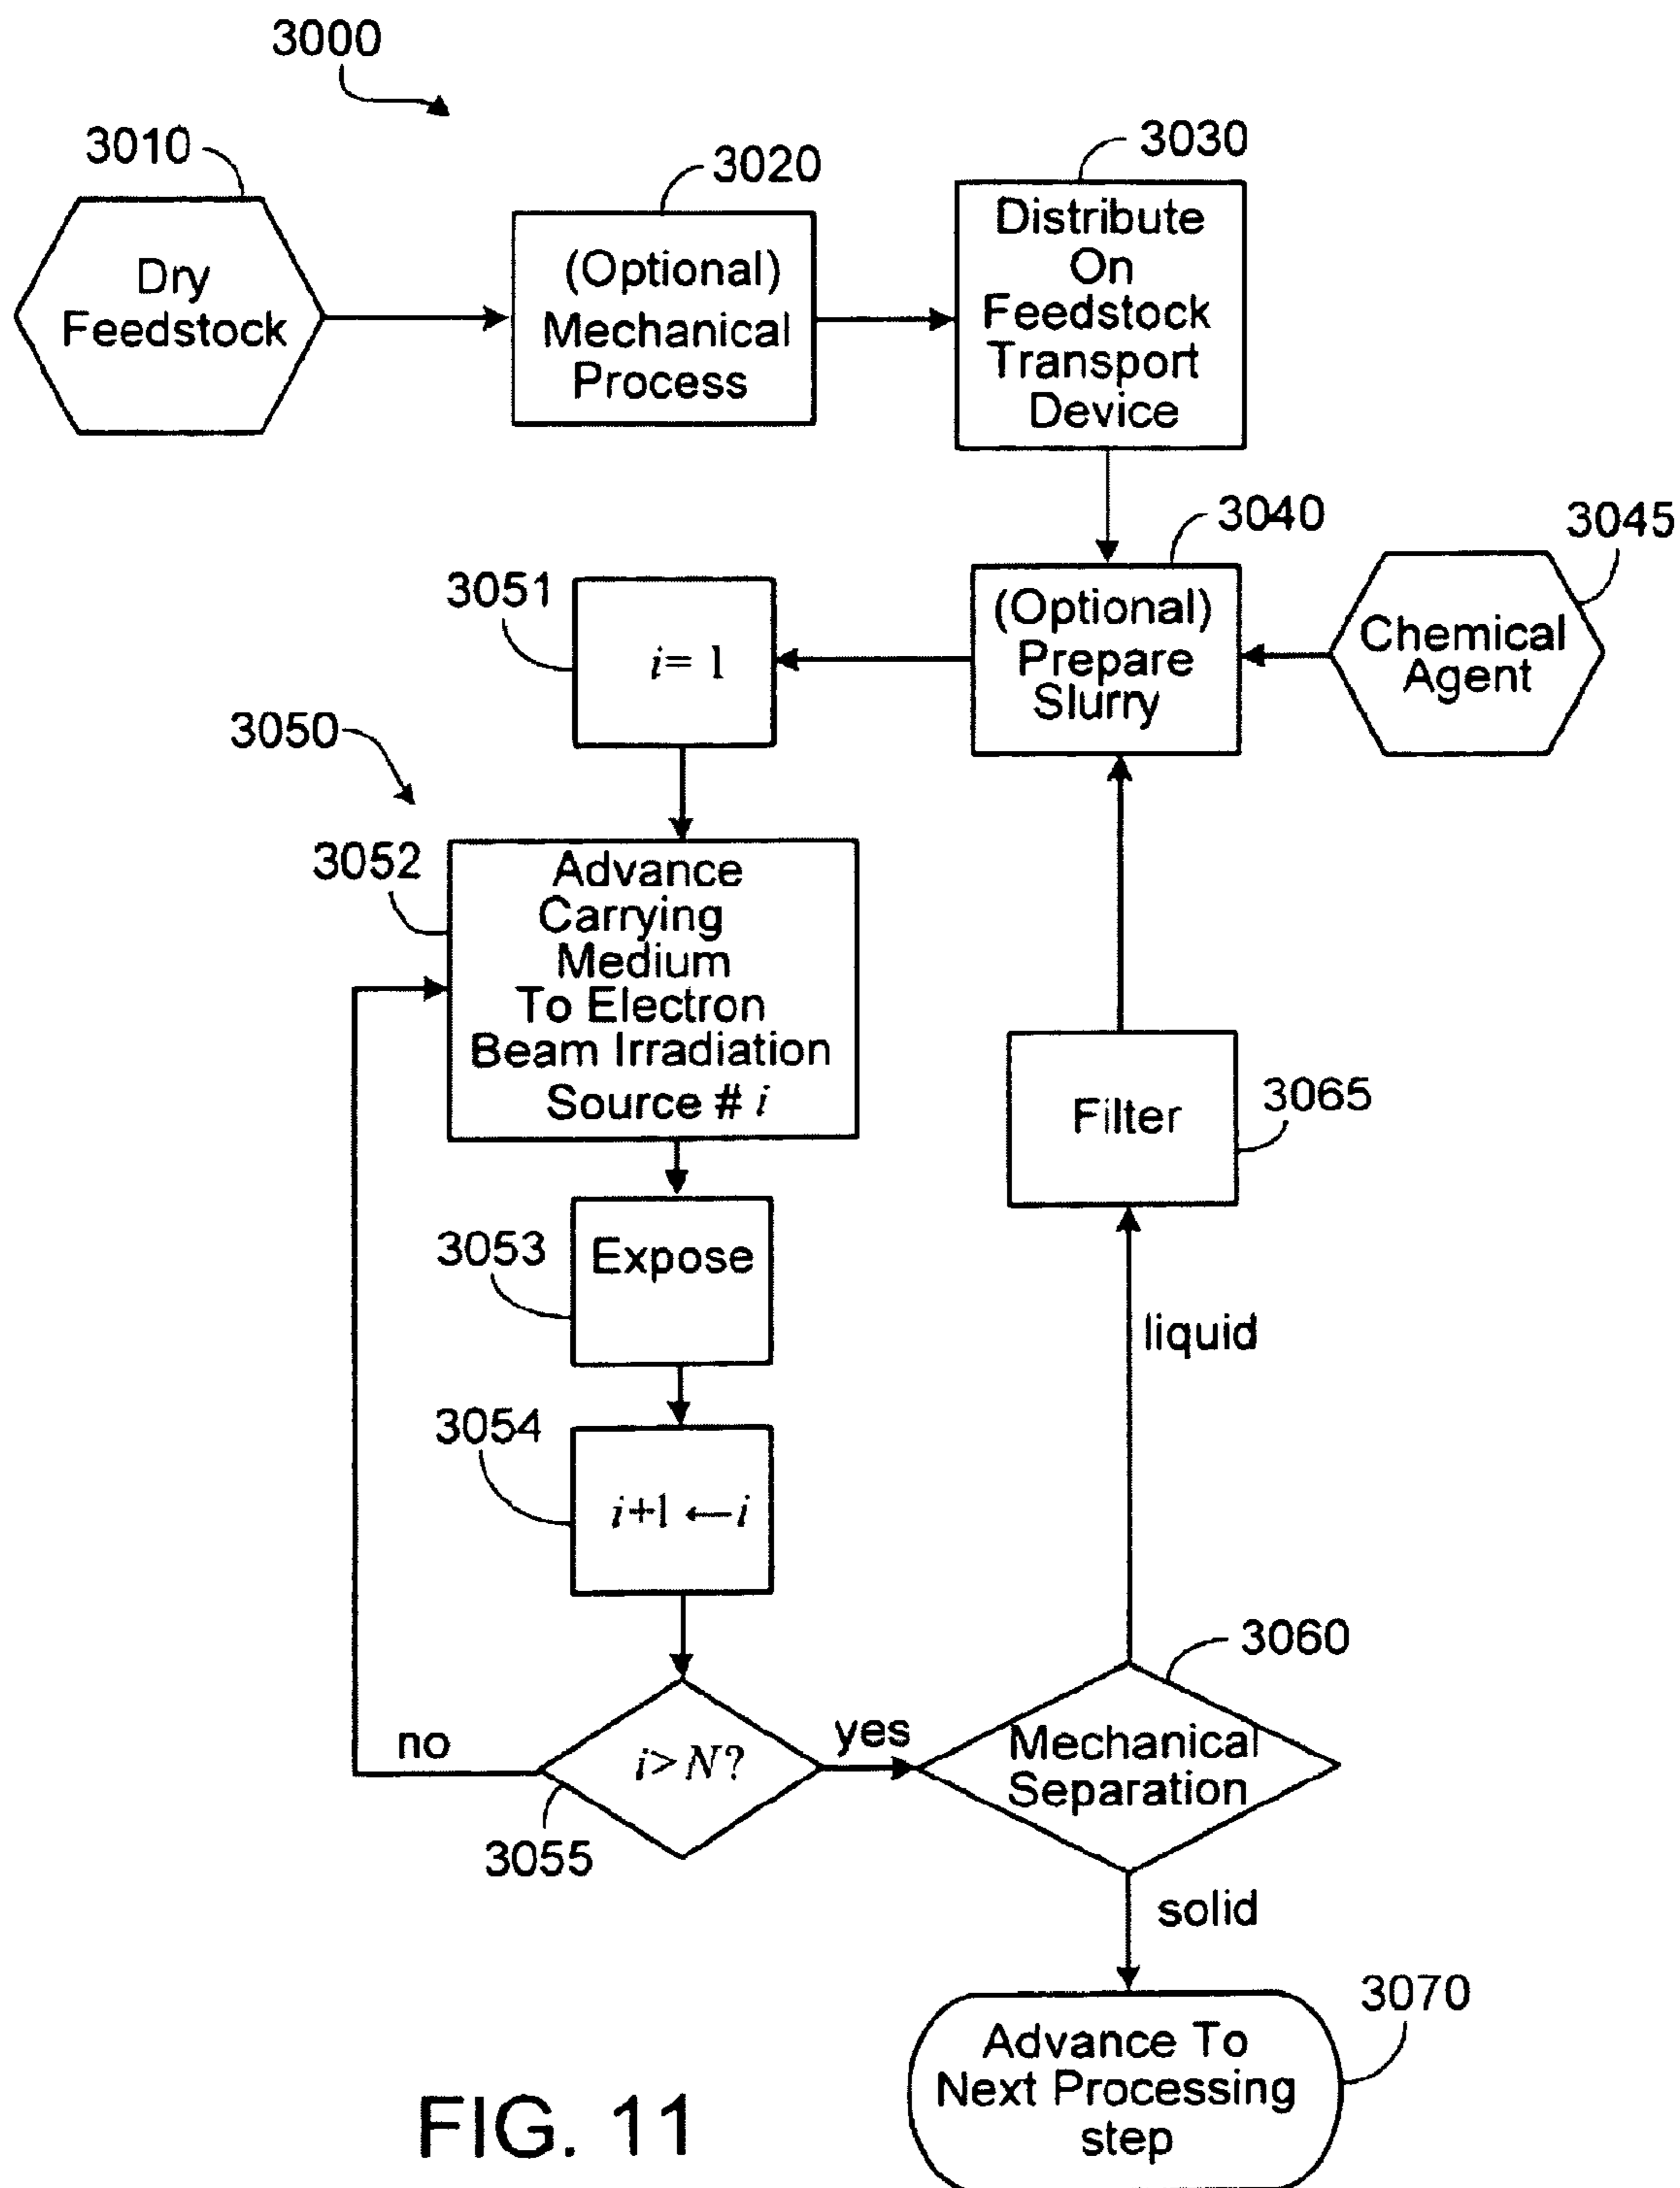 3000
3010
3020
3030
Dry
Feedstock
(Optional)
Mechanical
Process
Distribute
On
Feedstock
Transport
Device
3040
3045
3051
i= 1
(Optional)
Prepare
Slurry
Chemical
Agent
3050
3052
Advance
Carrying
Medium
To Electron
Beam Irradiation
Source # i
Filter
3065
3053
Expose
liquid
3054
i+1 ←i
3060
no
i>N?
yes
Mechanical
Separation
3055
solid
3070
Advance To
Next Processing
step
FIG. 11